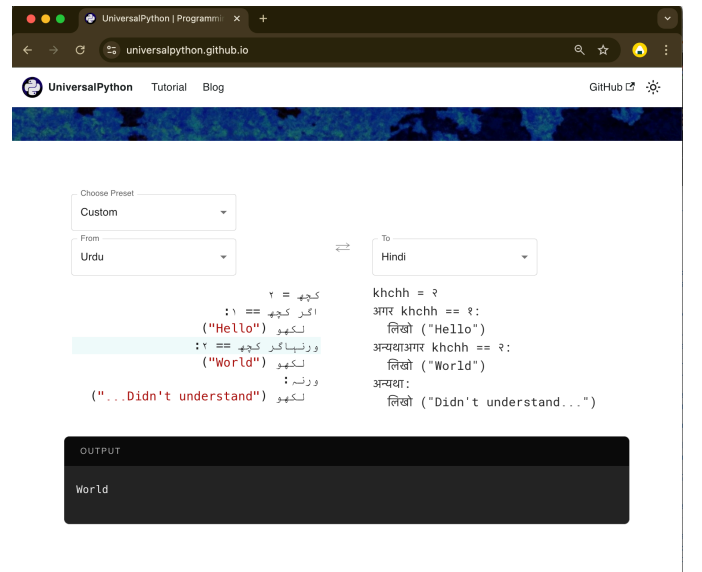 UniversalPython | Programmi
universalpython.github.io
UniversalPython Tutorial Blog GitHub
Choose Preset
Custom
From
Urdu
To
Hindi
کچھ = ۲
اگر کچھ == ۱:
لکھو ("Hello")
ورنہاگر کچھ == ۲:
لکھو ("World")
ورنہ:
لکھو ("Didn't understand...")
khchh = २
अगर khchh == १:
लिखो ("Hello")
अन्यथाअगर khchh == २:
लिखो ("World")
अन्यथा:
लिखो ("Didn't understand...")
OUTPUT
World